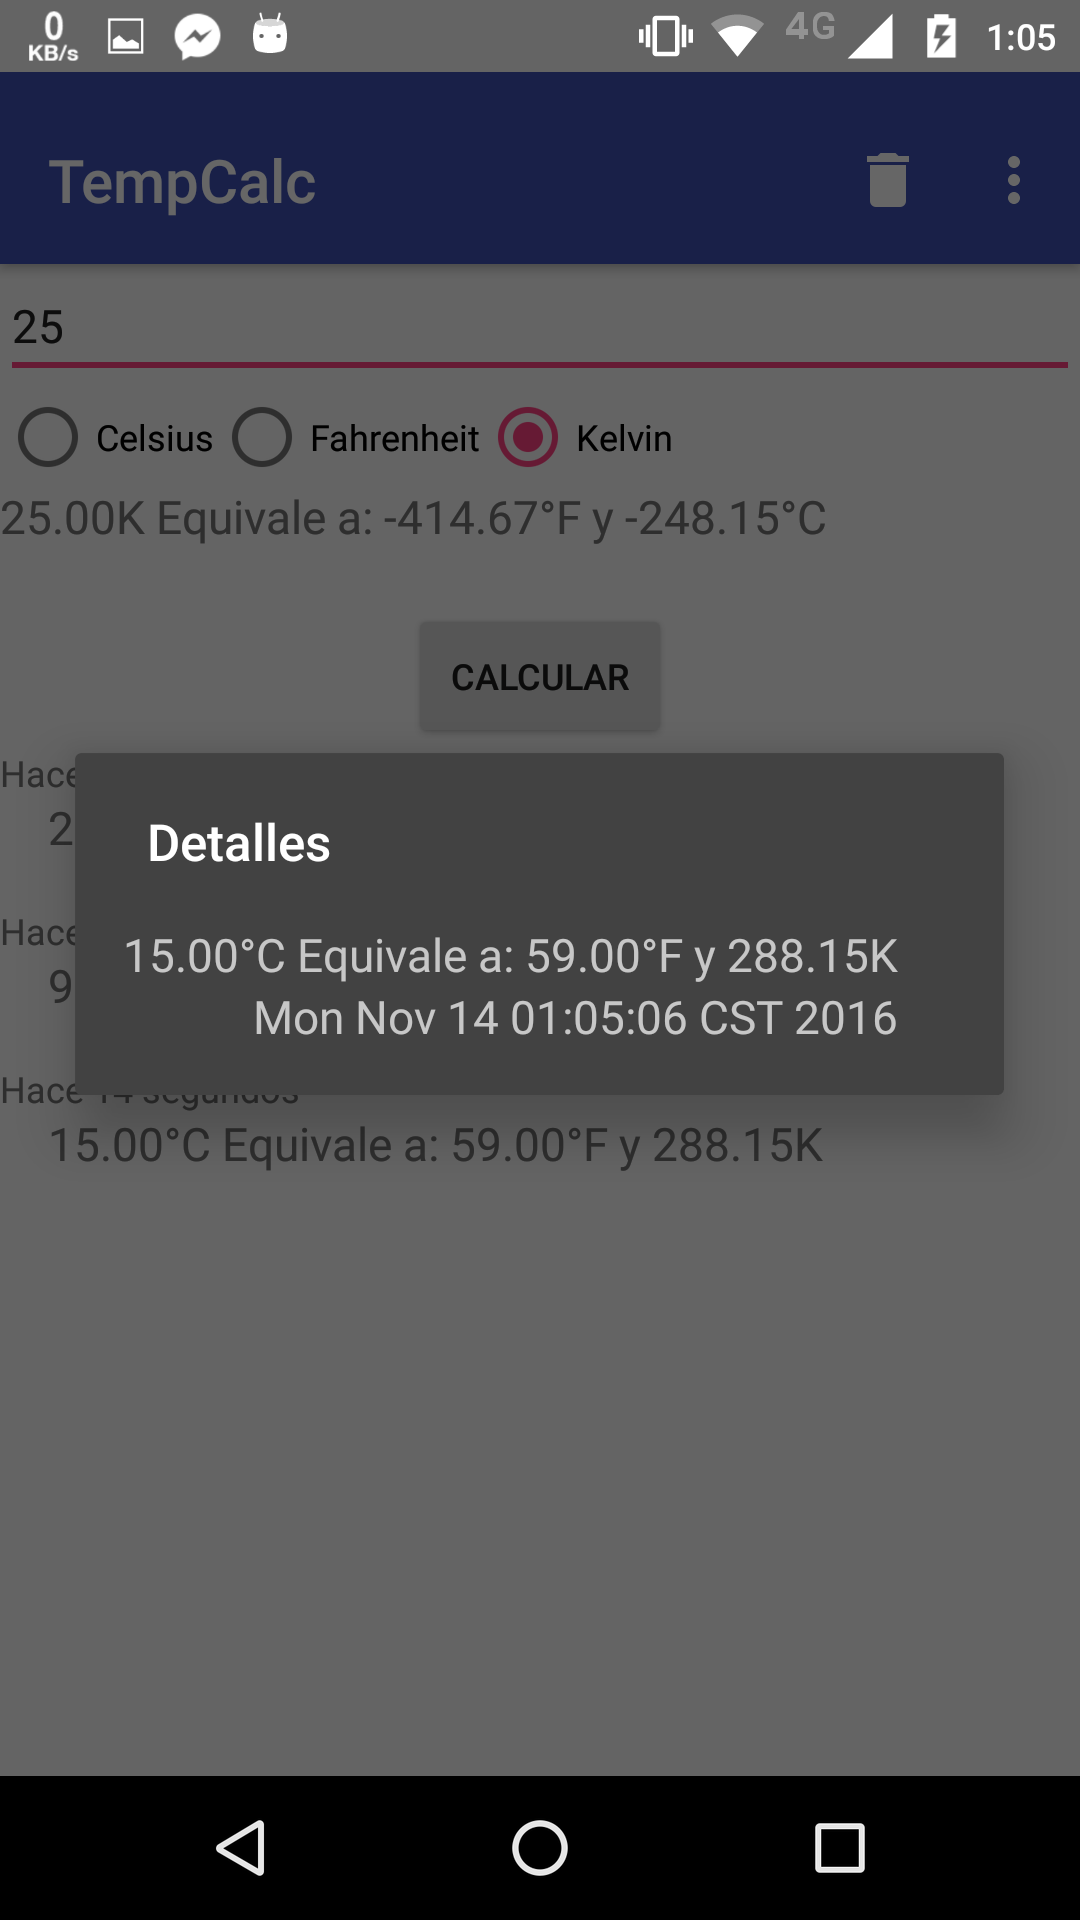 0
KB/s
4G
1:05
TempCalc
25
Celsius Fahrenheit Kelvin
25.00K Equivale a: -414.67°F y -248.15°C
CALCULAR
Hace
2
Detalles
Hace
9
15.00°C Equivale a: 59.00°F y 288.15K
Mon Nov 14 01:05:06 CST 2016
Hace 14 segundos
15.00°C Equivale a: 59.00°F y 288.15K